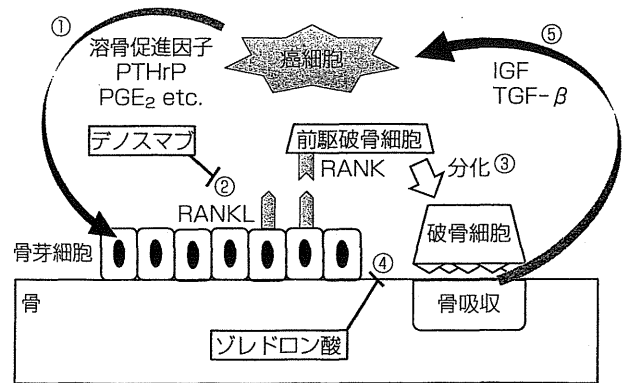 ①
溶骨促進因子
PTHrP
PGE₂ etc.
癌細胞
⑤
IGF
TGF-β
デノスマブ
前駆破骨細胞
RANK
分化③
②
RANKL
骨芽細胞
破骨細胞
④
骨
骨吸収
ゾレドロン酸